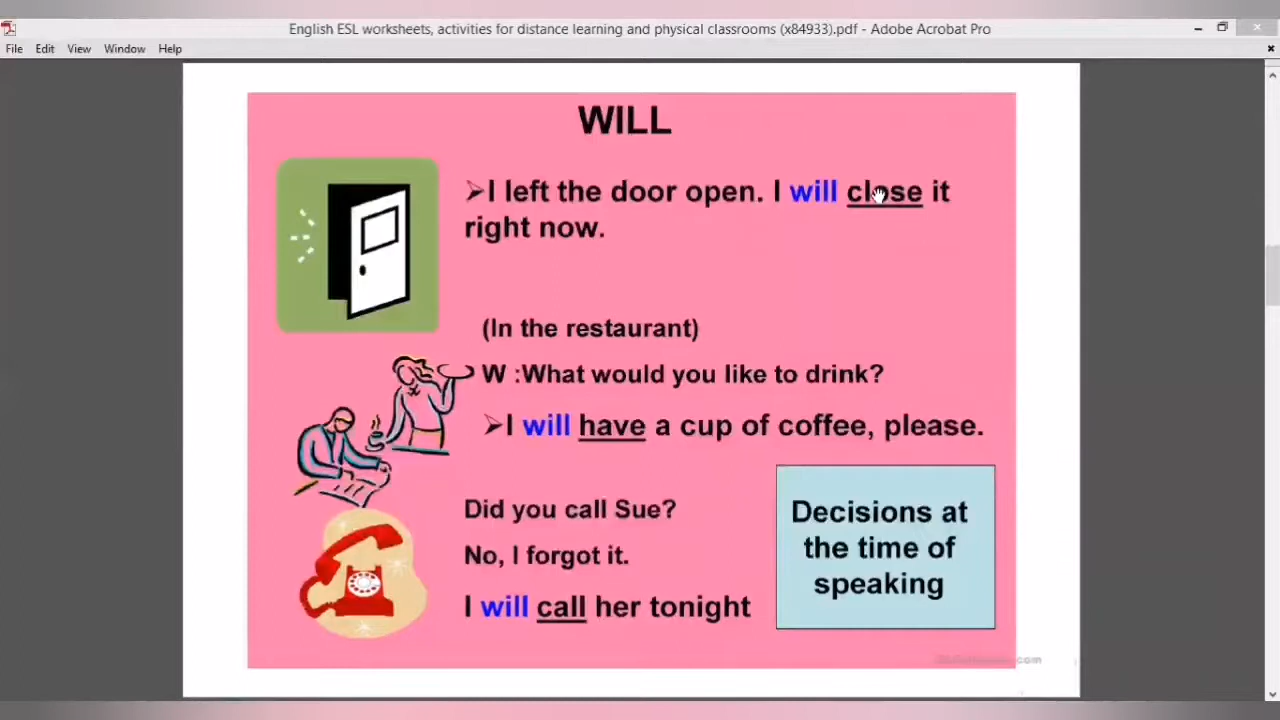 English ESL worksheets, activities for distance learning and physical classrooms (x84933).pdf - Adobe Acrobat Pro
File Edit View Window Help
WILL
➢I left the door open. I will close it
right now.
(In the restaurant)
W :What would you like to drink?
➢I will have a cup of coffee, please.
Did you call Sue?
No, I forgot it.
I will call her tonight
Decisions at
the time of
speaking